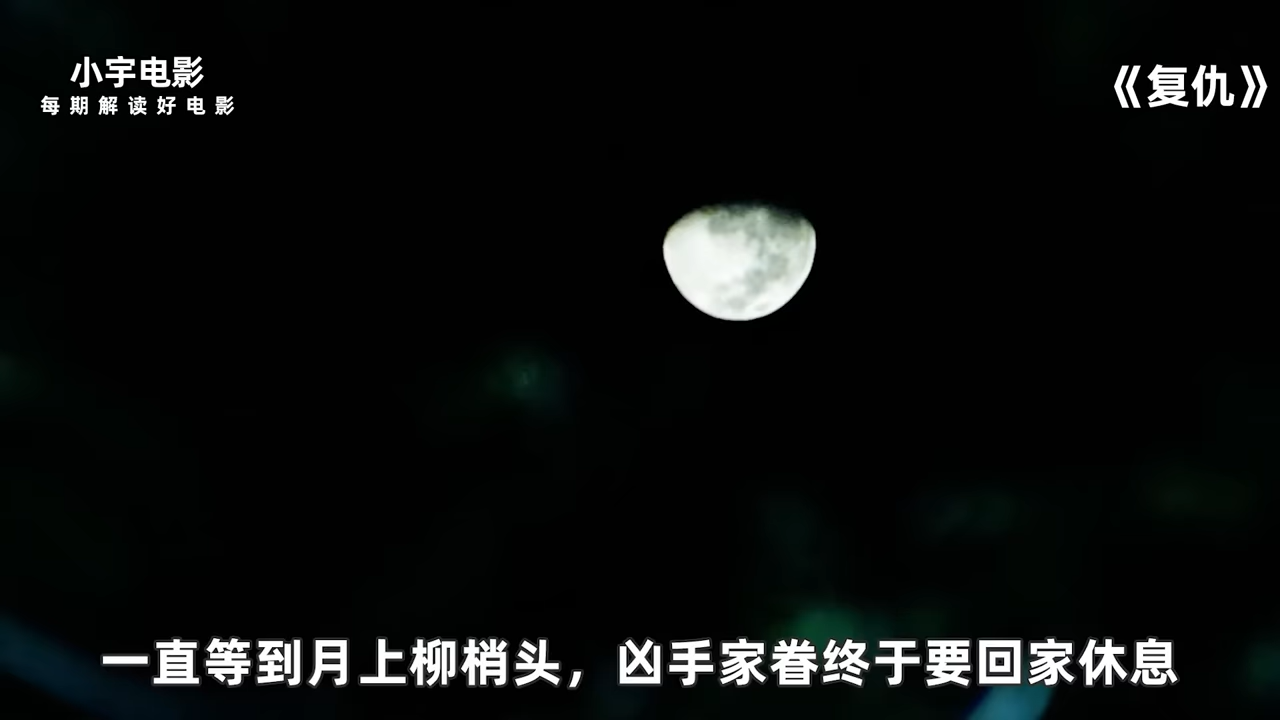 小宇电影
每期解读好电影
《复仇》
一直等到月上柳梢头，凶手家眷终于要回家休息